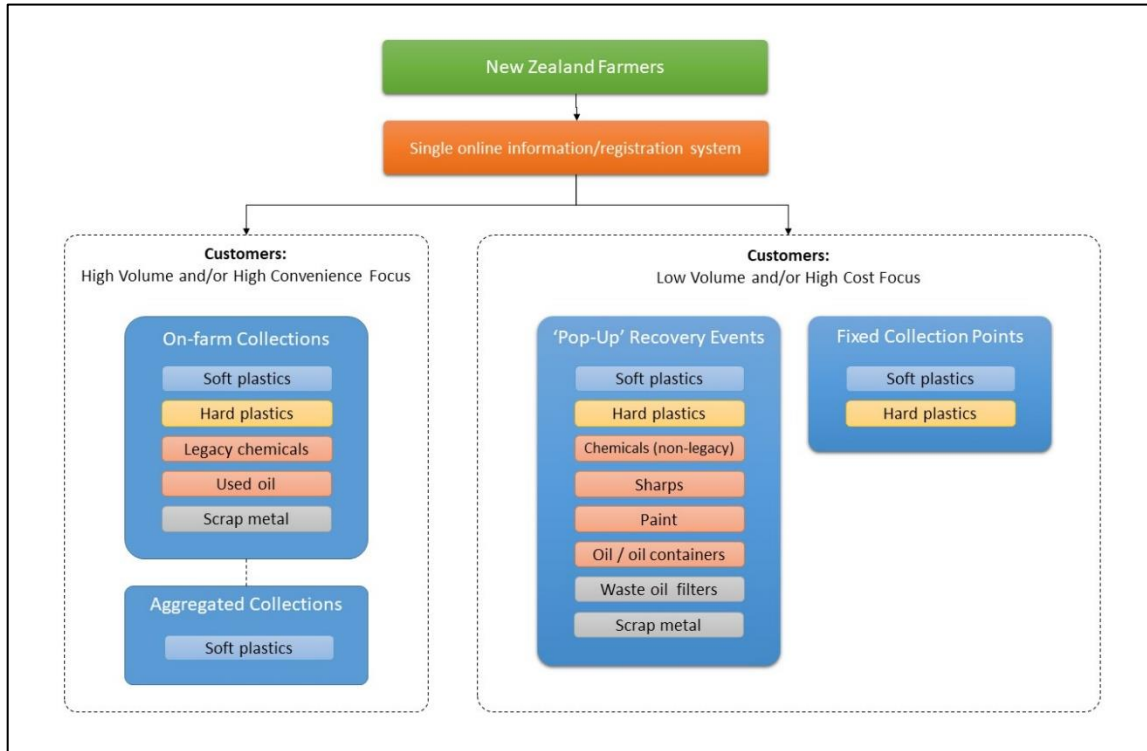 New Zealand Farmers
Single online information/registration system
Customers:
High Volume and/or High Convenience Focus
On-farm Collections
Soft plastics
Hard plastics
Legacy chemicals
Used oil
Scrap metal
Aggregated Collections
Soft plastics
Customers:
Low Volume and/or High Cost Focus
‘Pop-Up’ Recovery Events
Soft plastics
Hard plastics
Chemicals (non-legacy)
Sharps
Paint
Oil / oil containers
Waste oil filters
Scrap metal
Fixed Collection Points
Soft plastics
Hard plastics